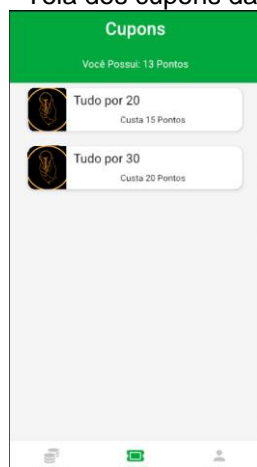 Tela dos cupons da
Cupons
Você Possui: 13 Pontos
Tudo por 20
Custa 15 Pontos
Tudo por 30
Custa 20 Pontos